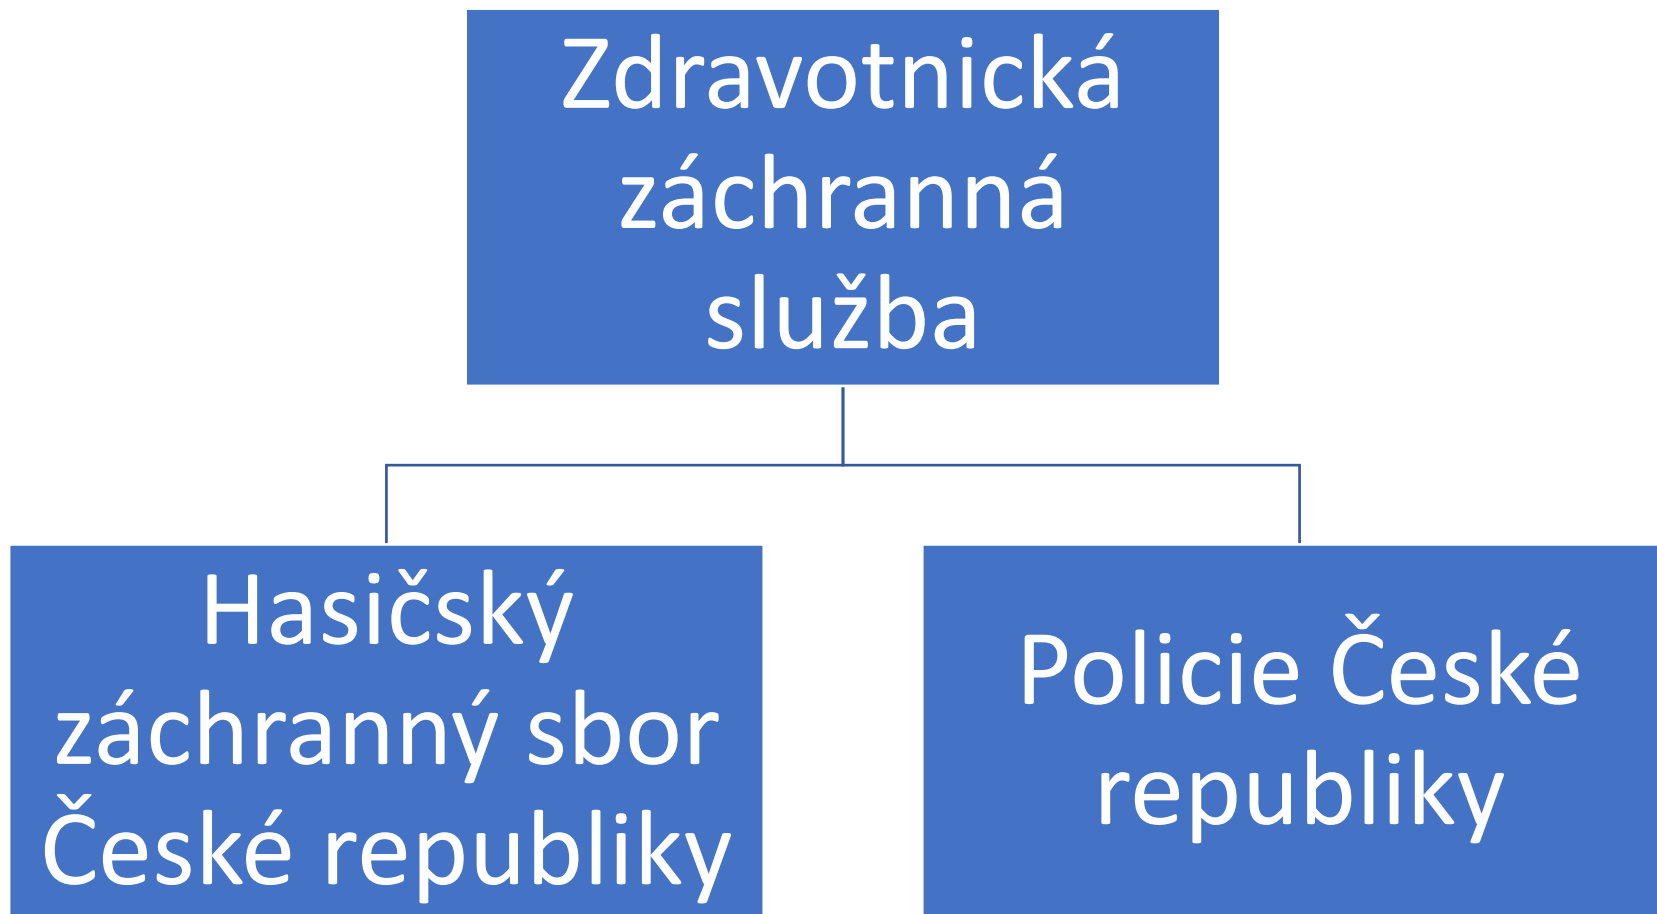 Zdravotnická
záchranná
služba
Hasičský
záchranný sbor
České republiky
Policie České
republiky